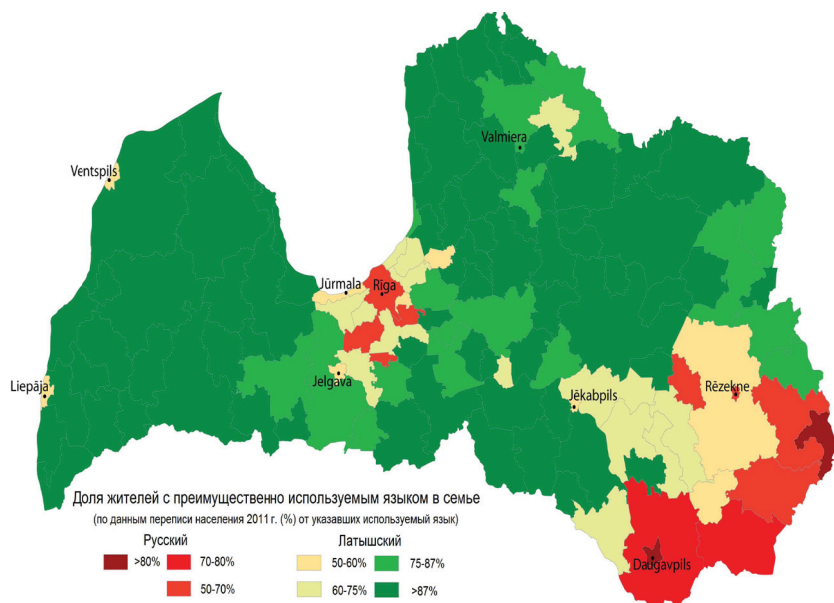 Valmiera
Ventspils
Jūrmala
Rīga
Liepāja
Jelgava
Jēkabpils
Rēzekne
Daugavpils
Доля жителей с преимущественно используемым языком в семье
(по данным переписи населения 2011 г. (%) от указавших используемый язык)
Русский
Латышский
>80%
70-80%
50-60%
75-87%
50-70%
60-75%
>87%